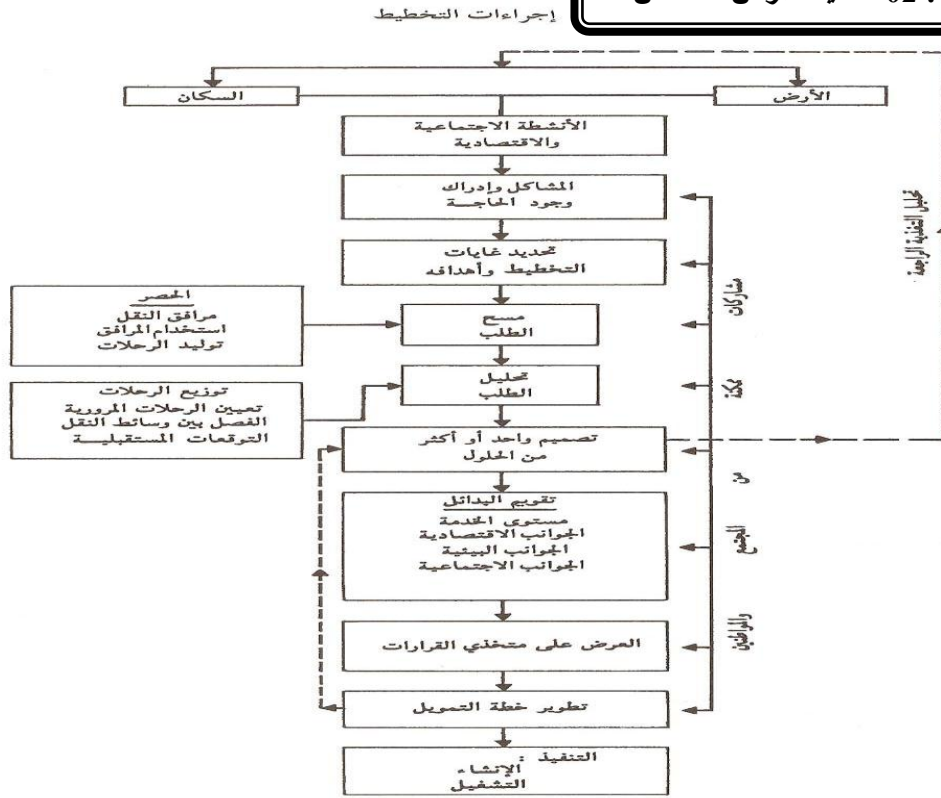 إجراءات التخطيط
السكان
الأرض
الأنشطة الاجتماعية
والاقتصادية
المشاكل وإدراك
وجود الحاجة
تحديد غايات
التخطيط وأهدافه
الحصر
مرافق النقل
استخدام المرافق
توليد الرحلات
مسح
الطلب
توزيع الرحلات
تعيين الرحلات المرورية
الفصل بين وسائط النقل
التوقعات المستقبلية
تحليل
الطلب
تصميم واحد أو أكثر
من الحلول
تقويم البدائل
مستوى الخدمة
الجوانب الاقتصادية
الجوانب البيئية
الجوانب الاجتماعية
العرض على متخذي القرارات
تطوير خطة التمويل
التنفيذ :
الإنشاء
التشغيل
مشاركات
ممكنة
من
المجتمع
والمواطنين
تحليل التغذية الراجعة